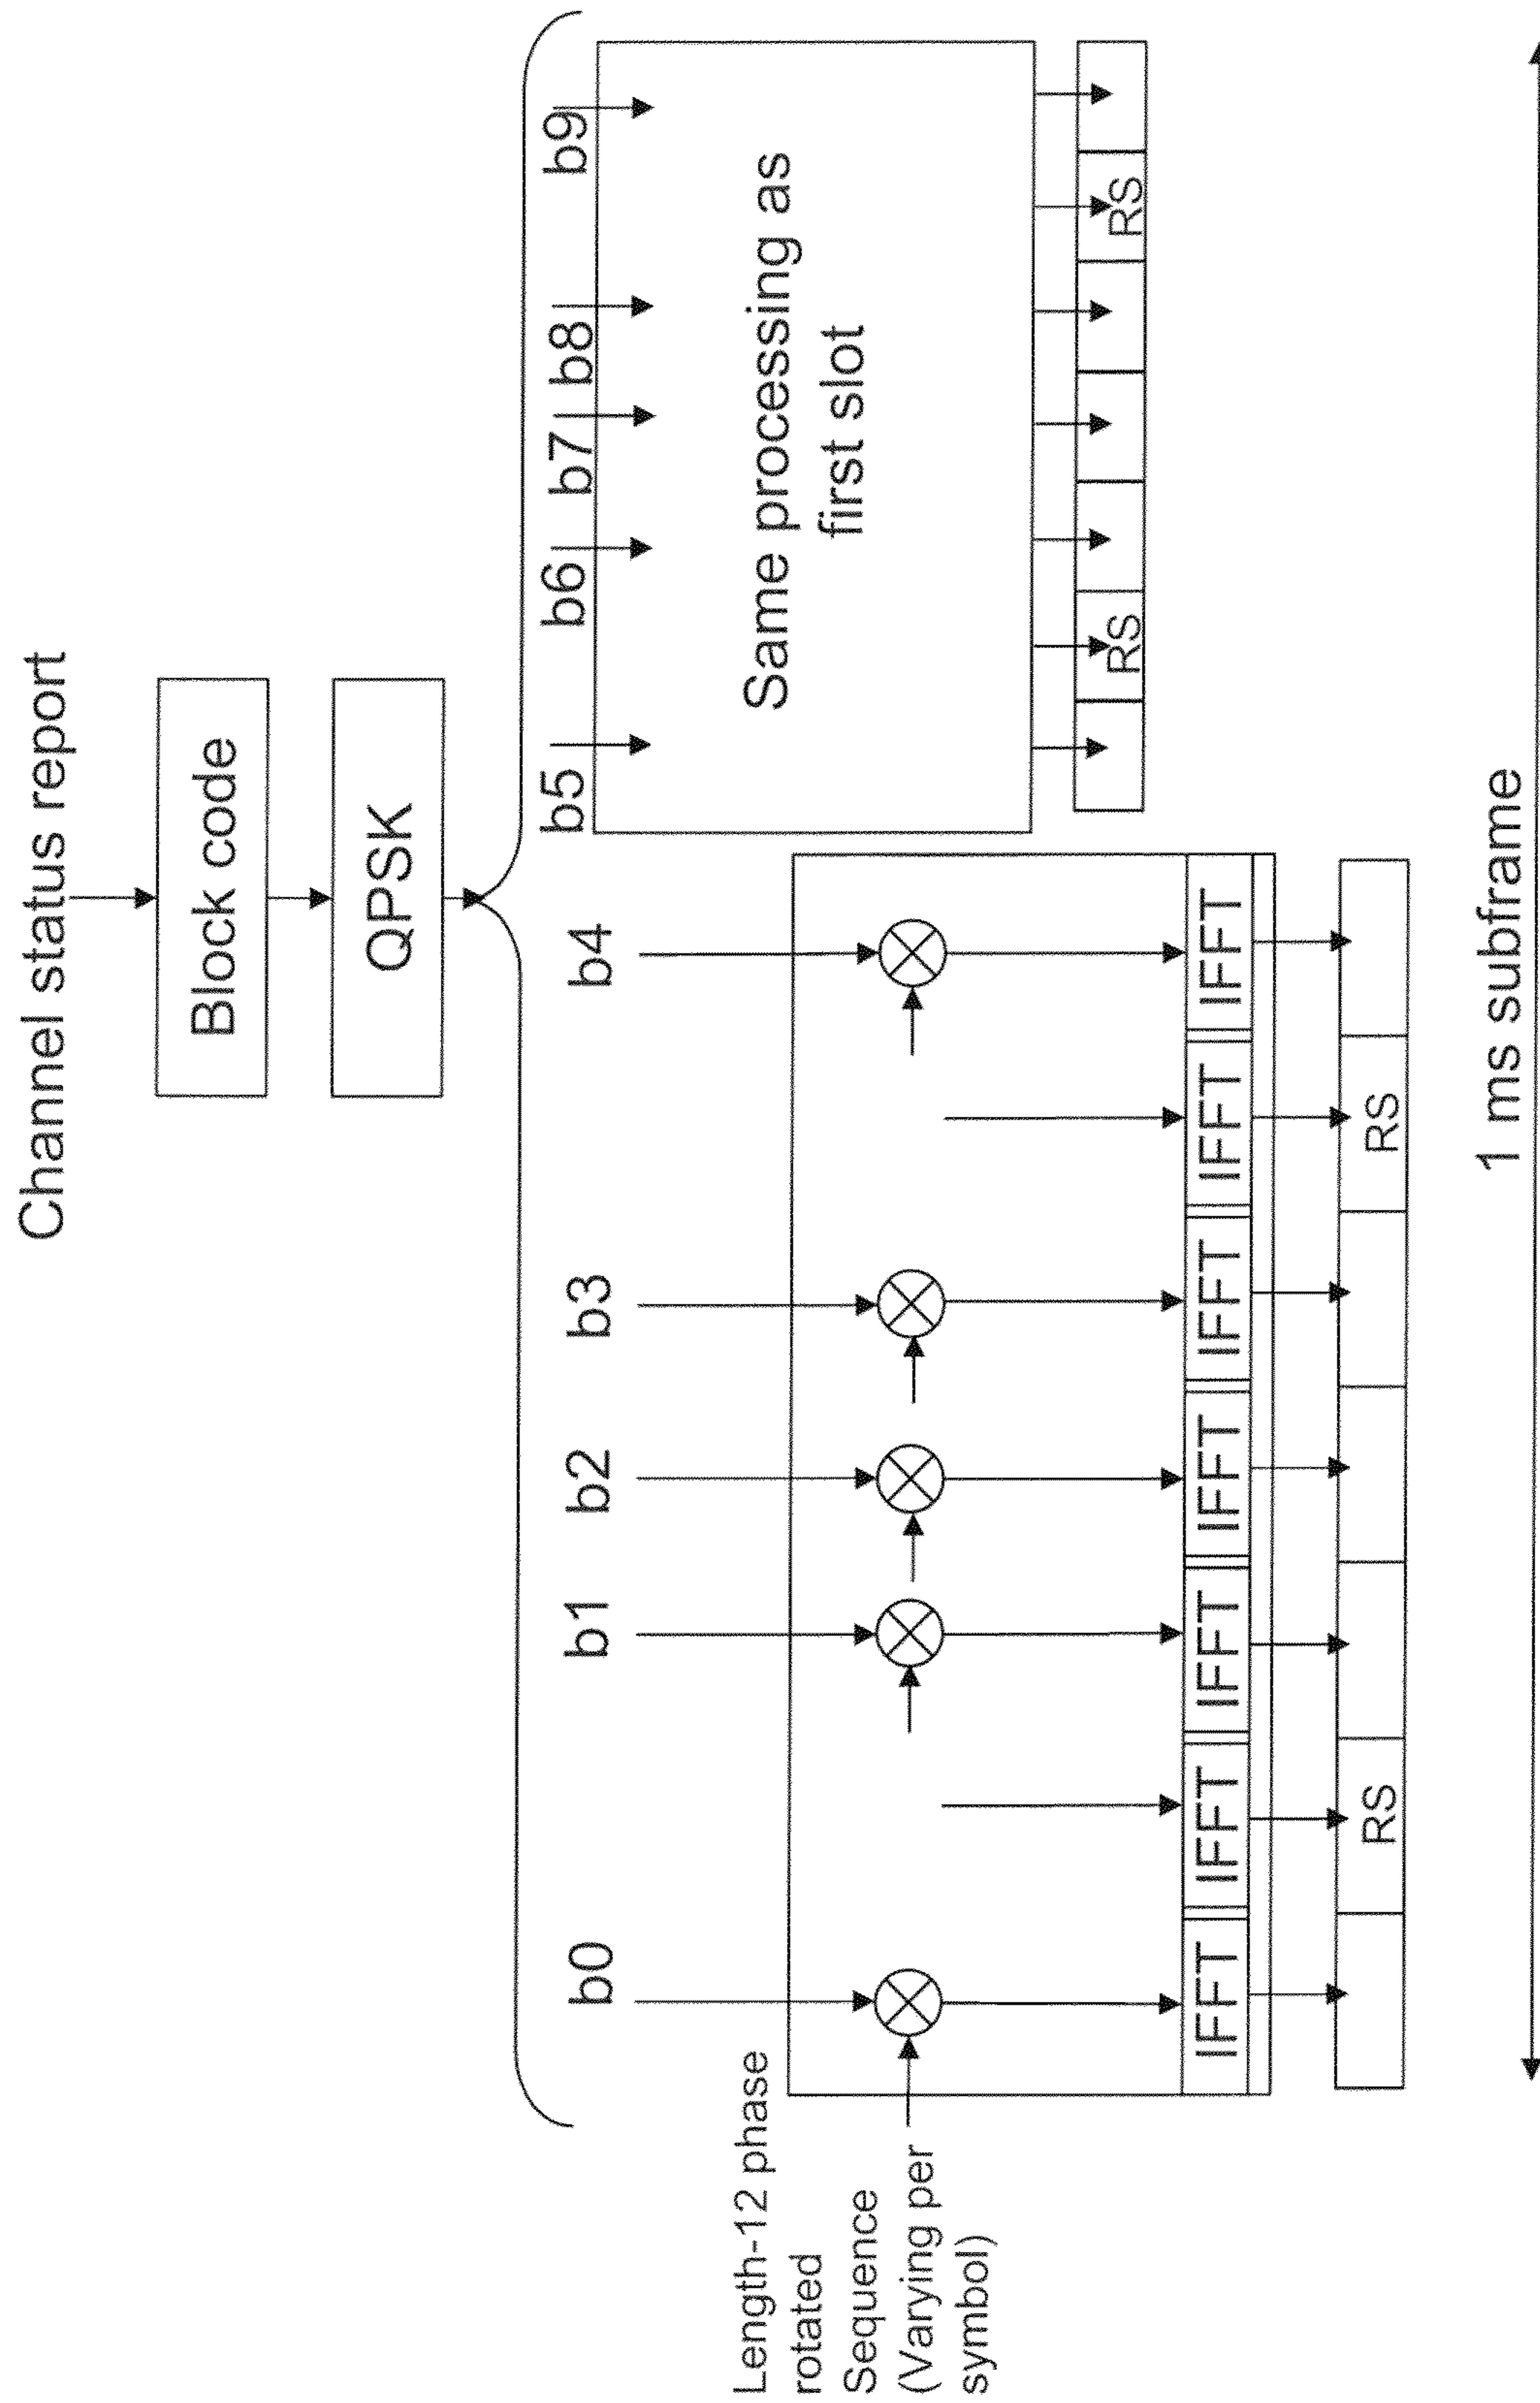 Channel status report
Block code
QPSK
b0
b1
b2
b3
b4
b5
b6
b7
b8
b9
Length-12 phase
rotated
Sequence
(Varying per
symbol)
Same processing as
first slot
IFFT
IFFT
IFFT
IFFT
IFFT
IFFT
IFFT
RS
RS
RS
RS
1 ms subframe